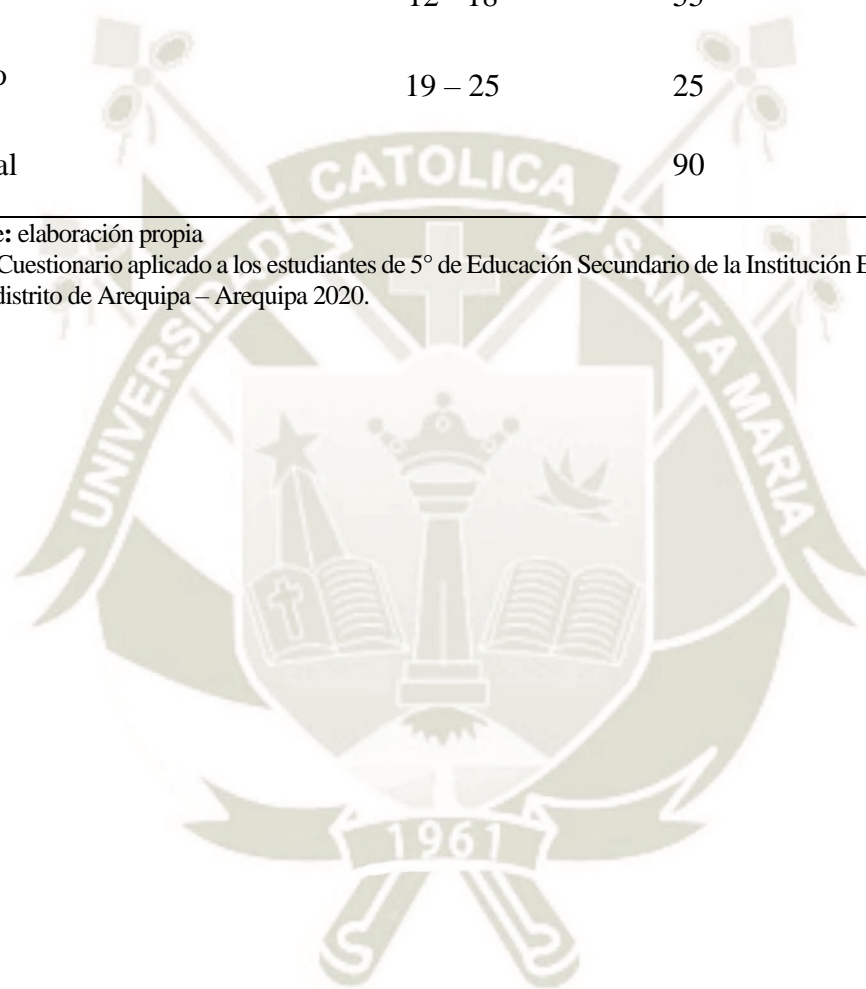 19 – 25 25
al 90
e: elaboración propia
Cuestionario aplicado a los estudiantes de 5° de Educación Secundario de la Institución E
distrito de Arequipa – Arequipa 2020.
UNIVERSIDAD CATOLICA SANTA MARIA
1961